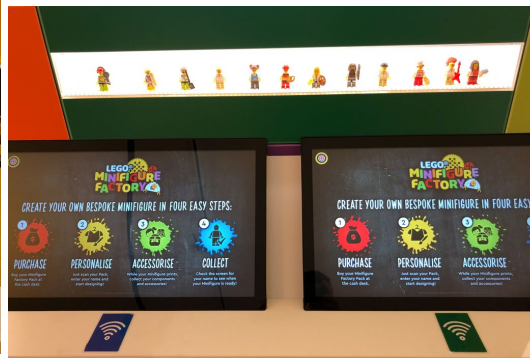 LEGO
MINIFIGURE
FACTORY
CREATE YOUR OWN BESPOKE MINIFIGURE IN FOUR EASY STEPS:
1
PURCHASE
Buy your Minifigure
Factory Pack at
the cash desk.
2
PERSONALISE
Just scan your Pack,
enter your name and
start designing!
3
ACCESSORISE
While your Minifigure prints,
collect your components
and accessories!
4
COLLECT
Check the screen for
your name to see when
your Minifigure is ready!
LEGO
MINIFIGURE
FACTORY
CREATE YOUR OWN BESPOKE MINIFIGURE IN FOUR EASY
1
PURCHASE
Buy your Minifigure
Factory Pack at
the cash desk.
2
PERSONALISE
Just scan your Pack,
enter your name and
start designing!
3
ACCESSORISE
While your Minifigure prints,
collect your components
and accessories!